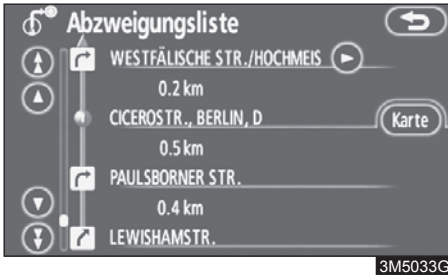 Abzweigungsliste
WESTFÄLISCHE STR./HOCHMEIS
0.2 km
CICEROSTR., BERLIN, D
Karte
0.5 km
PAULSBORNER STR.
0.4 km
LEWISHAMSTR.
3M5033G